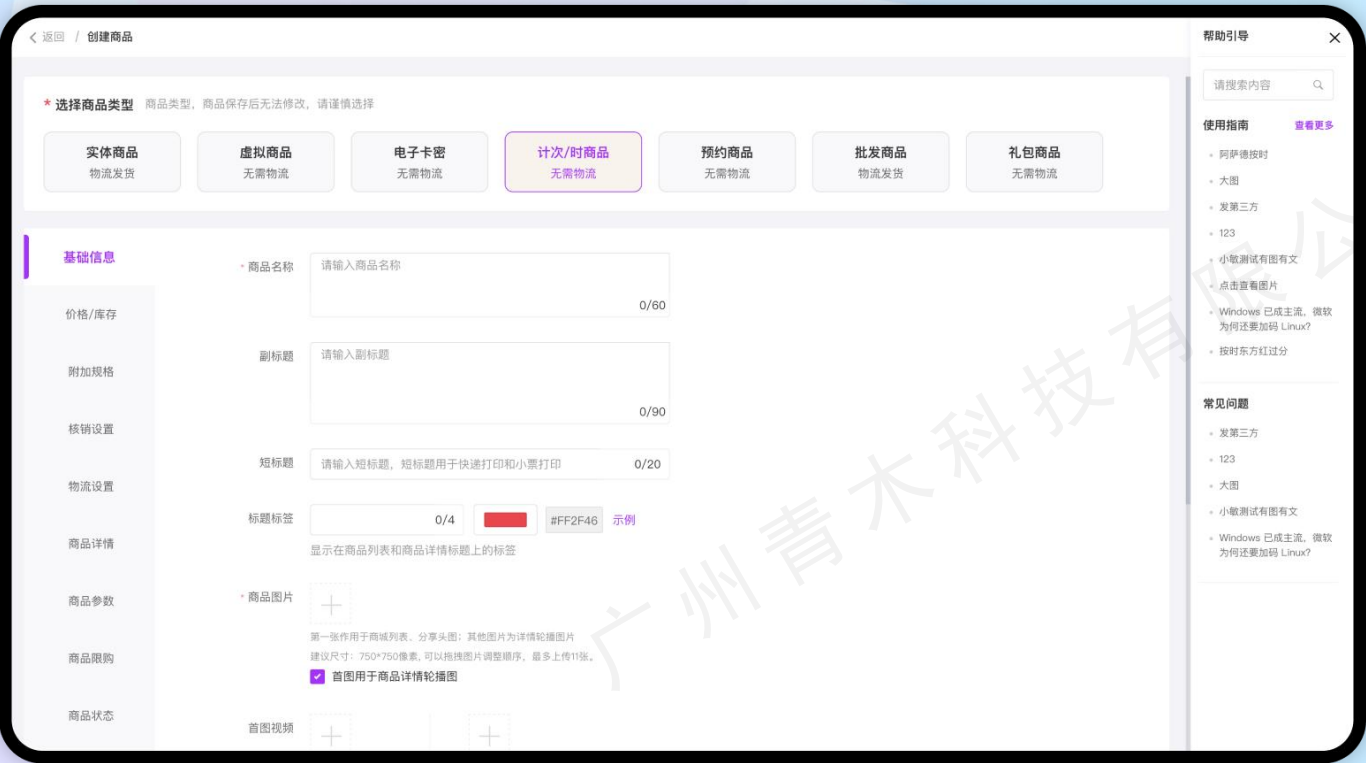 返回 / 创建商品
* 选择商品类型 商品类型，商品保存后无法修改，请谨慎选择
实体商品
物流发货
虚拟商品
无需物流
电子卡密
无需物流
计次/时商品
无需物流
预约商品
无需物流
批发商品
物流发货
礼包商品
无需物流
基础信息
价格/库存
附加规格
核销设置
物流设置
商品详情
商品参数
商品限购
商品状态
* 商品名称
请输入商品名称
0/60
副标题
请输入副标题
0/90
短标题
请输入短标题，短标题用于快递打印和小票打印 0/20
标题标签
0/4
#FF2F46
示例
显示在商品列表和商品详情标题上的标签
* 商品图片
第一张作用于商城列表、分享头图；其他图片为详情轮播图片
建议尺寸：750*750像素, 可以拖拽图片调整顺序，最多上传11张。
首图用于商品详情轮播图
首图视频
帮助引导
请搜索内容
使用指南 查看更多
阿萨德按时
大图
发第三方
123
小敏测试有图有文
点击查看图片
Windows 已成主流，微软
为何还要加码 Linux?
按时东方红过分
常见问题
发第三方
123
大图
小敏测试有图有文
Windows 已成主流，微软
为何还要加码 Linux?
广州青木科技有限公